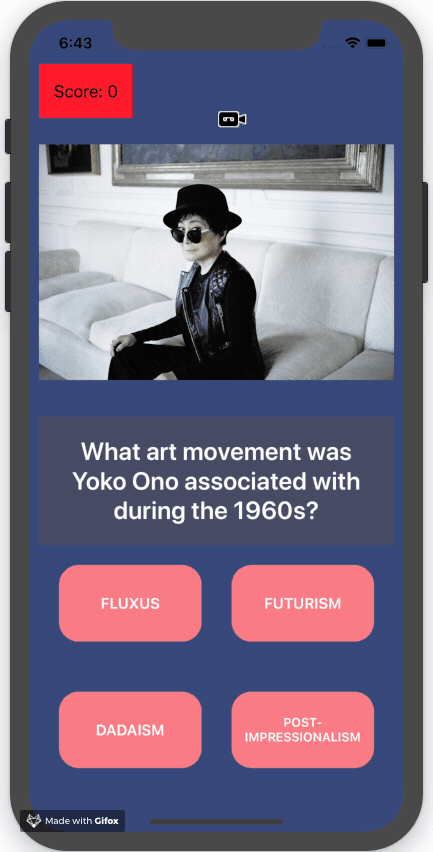 6:43
Score: 0
What art movement was
Yoko Ono associated with
during the 1960s?
FLUXUS
FUTURISM
DADAISM
POST-
IMPRESSIONALISM
Made with Gifox